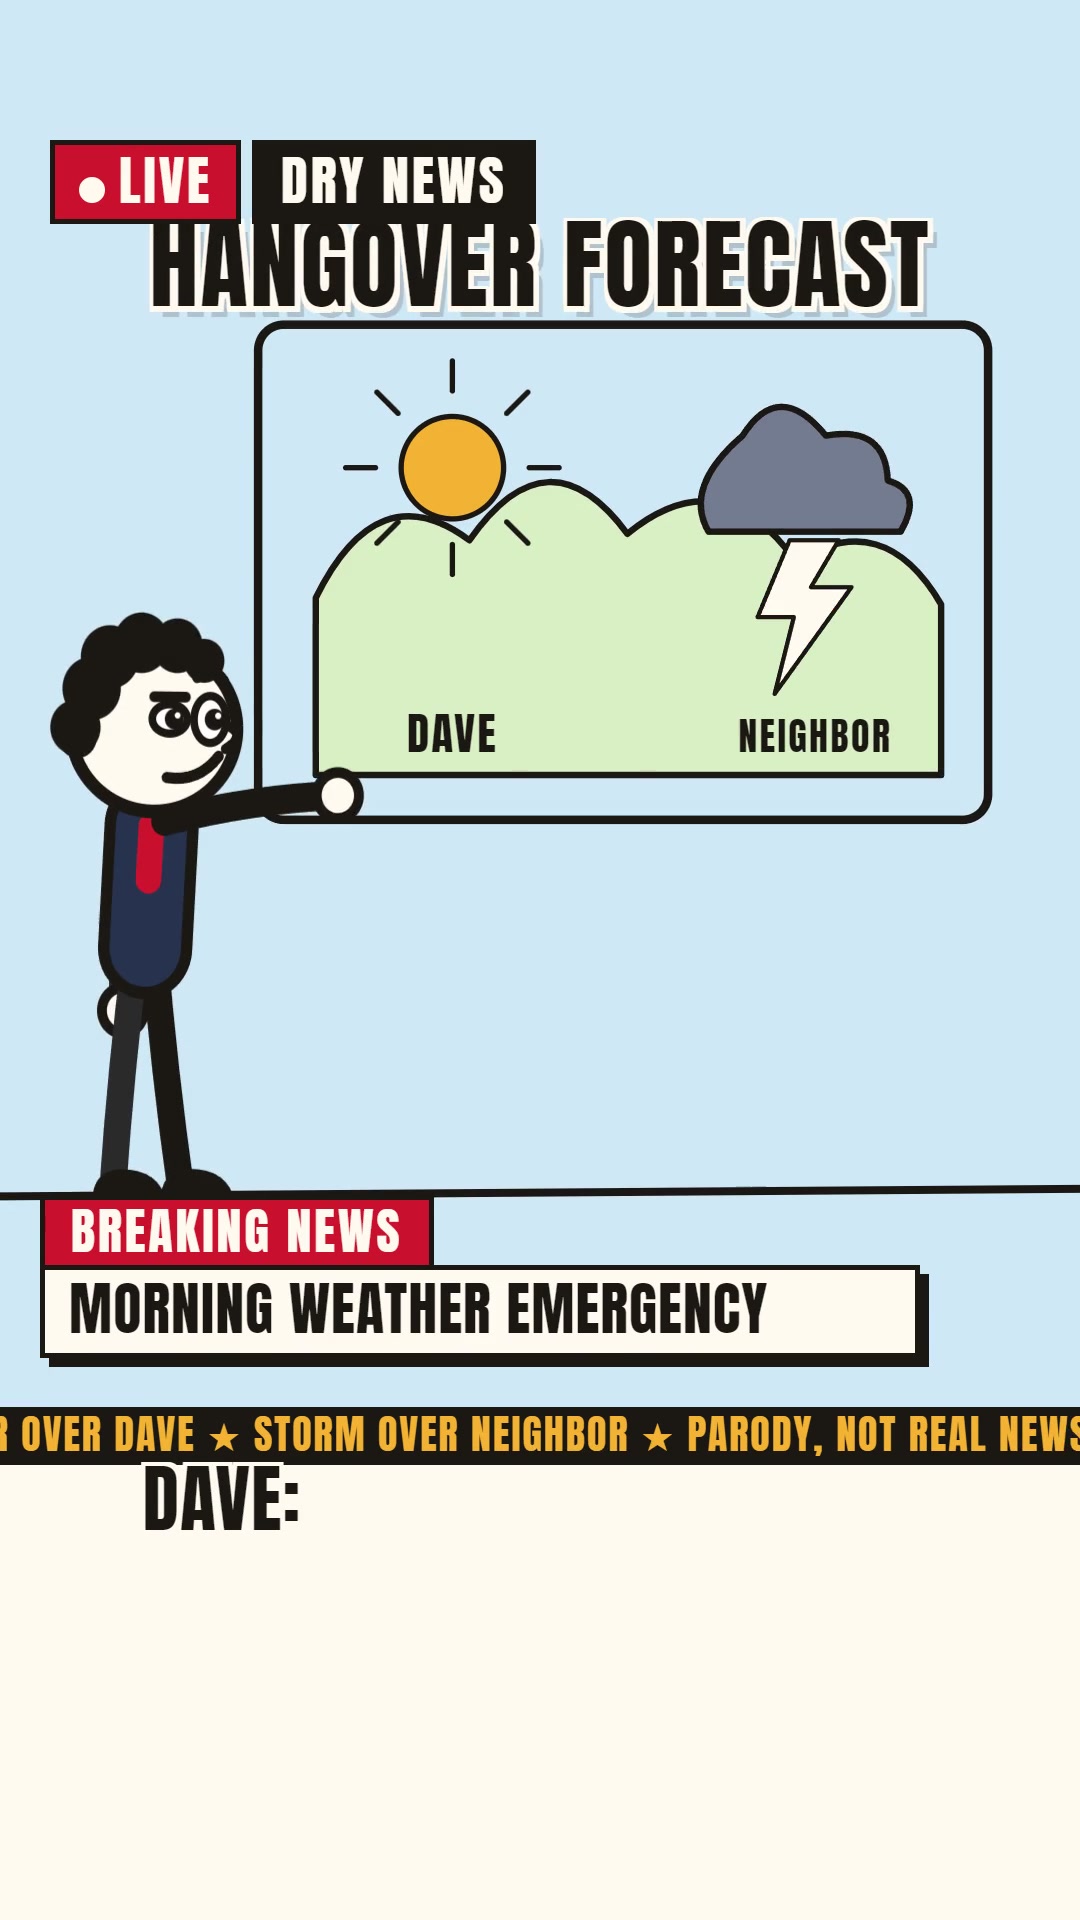 LIVE
DRY NEWS
HANGOVER FORECAST
DAVE
NEIGHBOR
BREAKING NEWS
MORNING WEATHER EMERGENCY
R OVER DAVE ★ STORM OVER NEIGHBOR ★ PARODY, NOT REAL NEWS
DAVE: